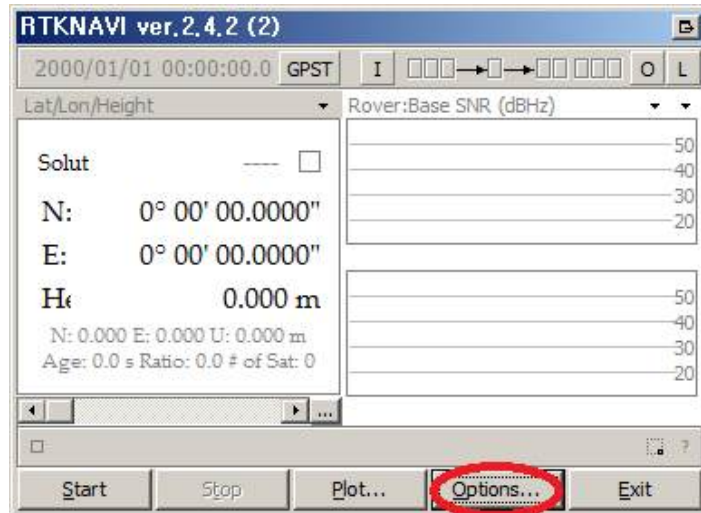 RTKNAVI ver.2.4.2 (2)
2000/01/01 00:00:00.0 GPST I O L
Lat/Lon/Height
Rover:Base SNR (dBHz)
Solut ----
N: 0° 00' 00.0000"
E: 0° 00' 00.0000"
He 0.000 m
N: 0.000 E: 0.000 U: 0.000 m
Age: 0.0 s Ratio: 0.0 # of Sat: 0
...
50
40
30
20
50
40
30
20
?
Start Stop Plot... Options... Exit